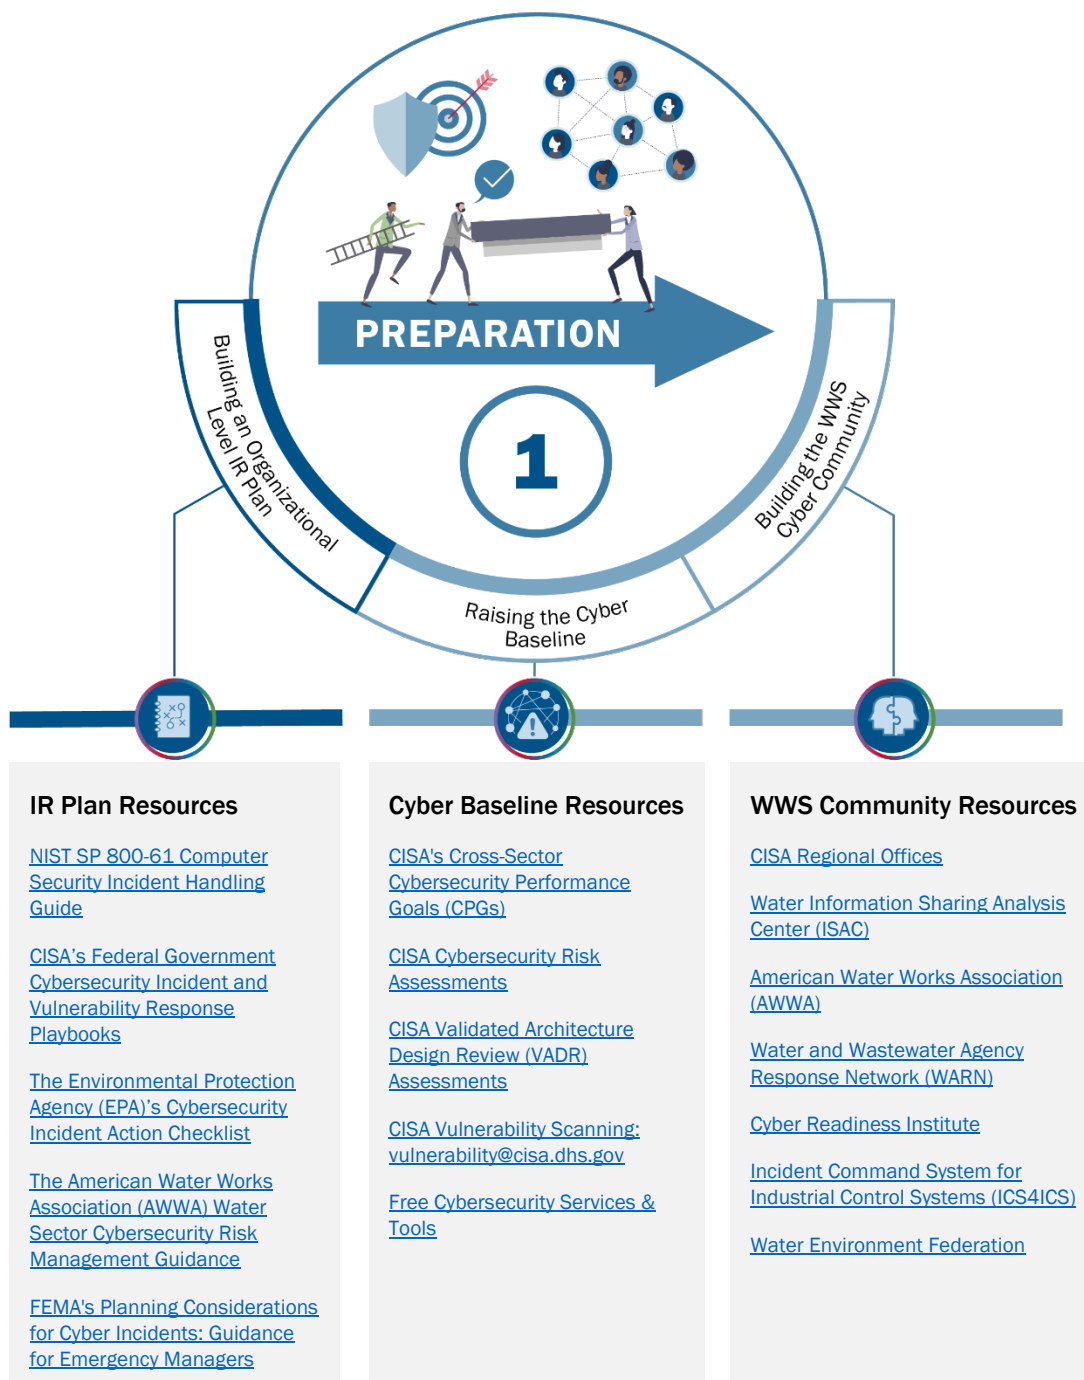 PREPARATION
1
Building an Organizational
Level IR Plan
Raising the Cyber
Baseline
Building the WWS
Cyber Community
IR Plan Resources
NIST SP 800-61 Computer
Security Incident Handling
Guide
CISA’s Federal Government
Cybersecurity Incident and
Vulnerability Response
Playbooks
The Environmental Protection
Agency (EPA)’s Cybersecurity
Incident Action Checklist
The American Water Works
Association (AWWA) Water
Sector Cybersecurity Risk
Management Guidance
FEMA's Planning Considerations
for Cyber Incidents: Guidance
for Emergency Managers
Cyber Baseline Resources
CISA's Cross-Sector
Cybersecurity Performance
Goals (CPGs)
CISA Cybersecurity Risk
Assessments
CISA Validated Architecture
Design Review (VADR)
Assessments
CISA Vulnerability Scanning:
vulnerability@cisa.dhs.gov
Free Cybersecurity Services &
Tools
WWS Community Resources
CISA Regional Offices
Water Information Sharing Analysis
Center (ISAC)
American Water Works Association
(AWWA)
Water and Wastewater Agency
Response Network (WARN)
Cyber Readiness Institute
Incident Command System for
Industrial Control Systems (ICS4ICS)
Water Environment Federation